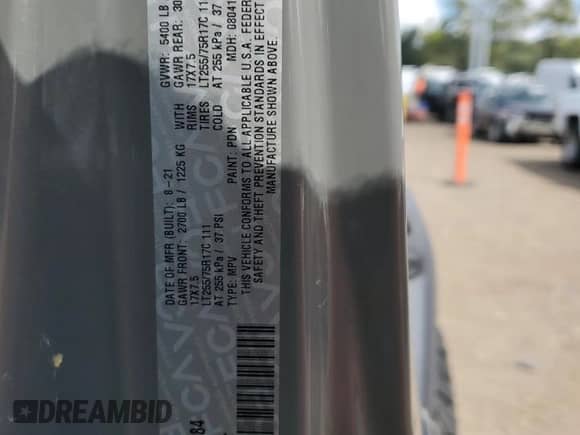 DATE OF MFR (BUILT): 8-21 GVWR: 5400 LB
GAWR FRONT: 2700 LB / 1225 KG WITH GAWR REAR: 30
17X7.5 RIMS 17X7.5
LT255/75R17C 111 TIRES LT255/75R17C 111
AT 255 kPa / 37 PSI COLD AT 255 kPa / 37
TYPE: MPV PAINT: PDN MDH: 08041
THIS VEHICLE CONFORMS TO ALL APPLICABLE U.S.A. FEDER
SAFETY AND THEFT PREVENTION STANDARDS IN EFFECT
MANUFACTURE SHOWN ABOVE.
84
DREAMBID